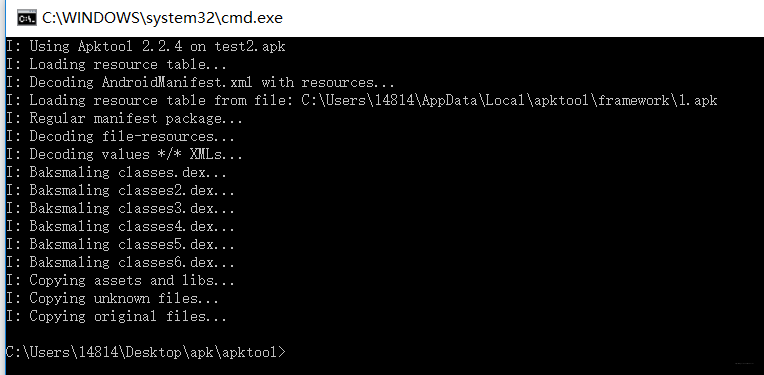 C:\WINDOWS\system32\cmd.exe
I: Using Apktool 2.2.4 on test2.apk
I: Loading resource table...
I: Decoding AndroidManifest.xml with resources...
I: Loading resource table from file: C:\Users\14814\AppData\Local\apktool\framework\1.apk
I: Regular manifest package...
I: Decoding file-resources...
I: Decoding values */* XMLs...
I: Baksmaling classes.dex...
I: Baksmaling classes2.dex...
I: Baksmaling classes3.dex...
I: Baksmaling classes4.dex...
I: Baksmaling classes5.dex...
I: Baksmaling classes6.dex...
I: Copying assets and libs...
I: Copying unknown files...
I: Copying original files...
C:\Users\14814\Desktop\apk\apktool>